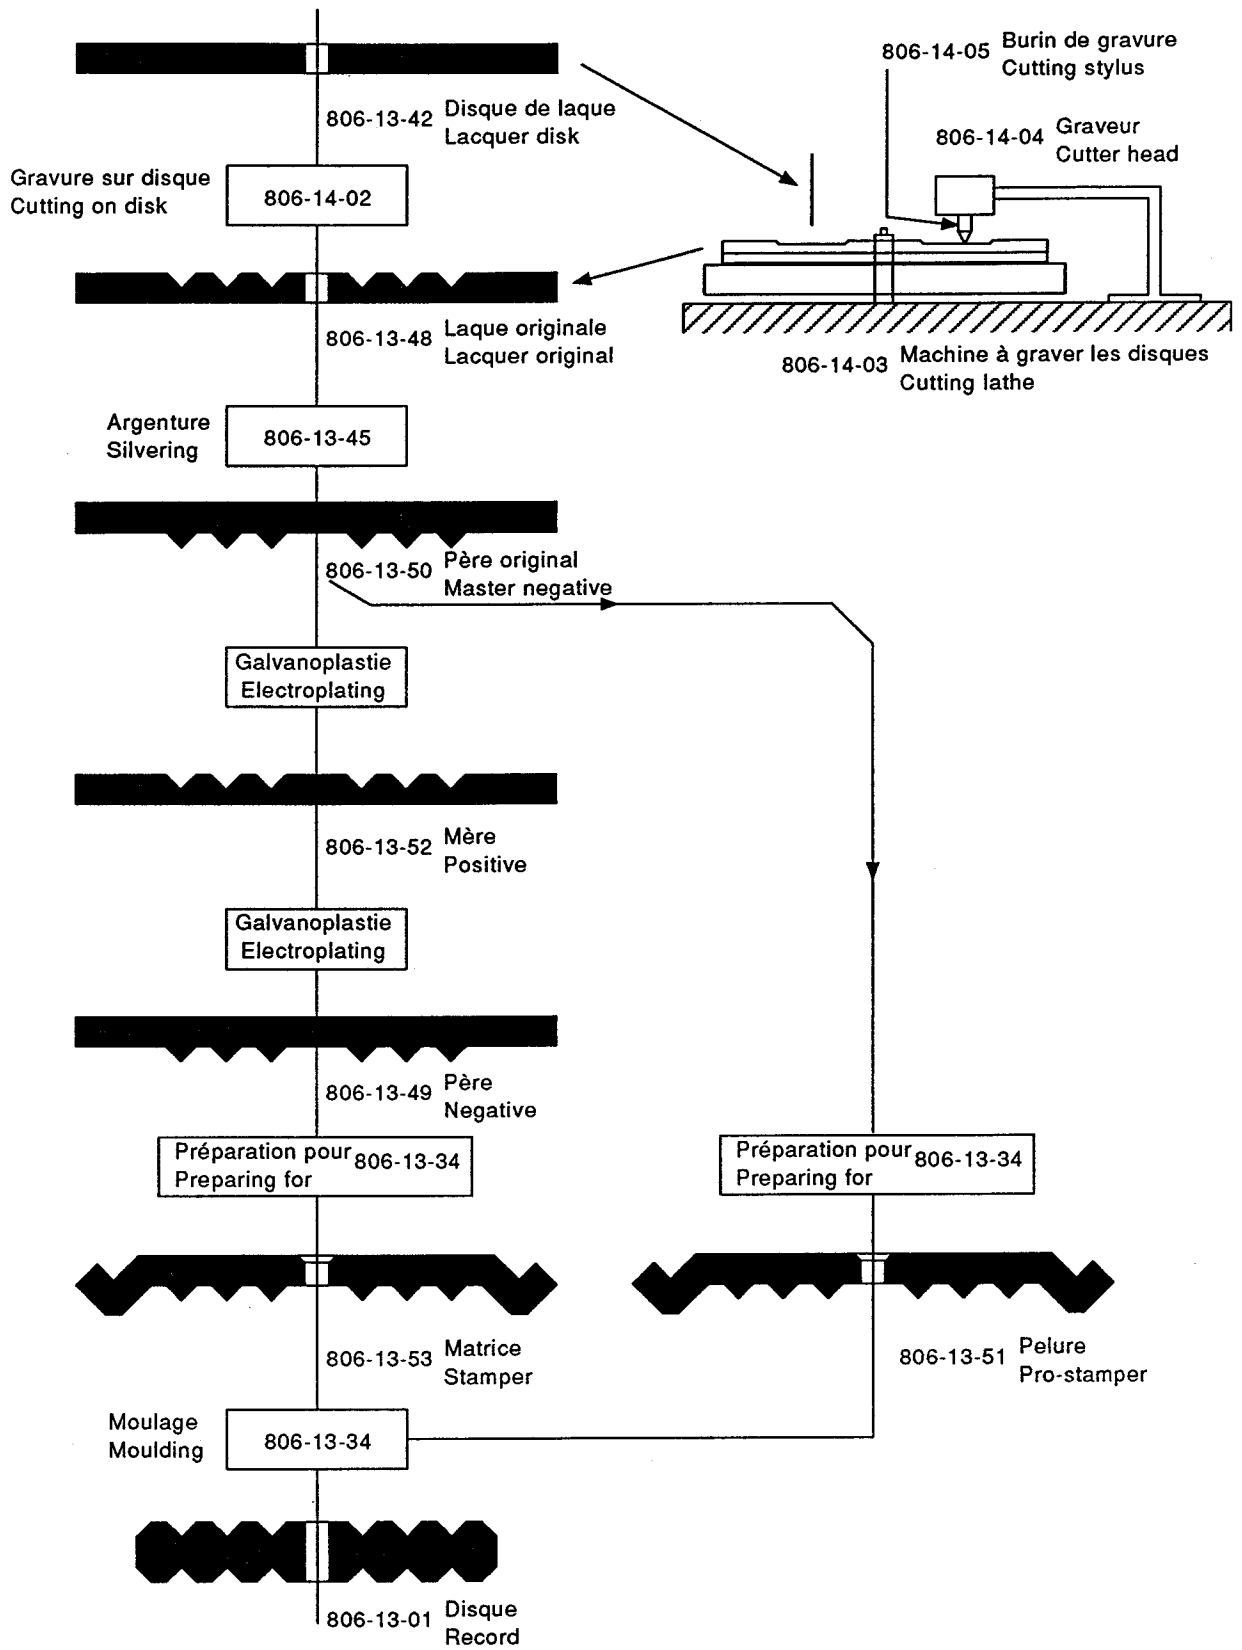 806-14-05 Burin de gravure
Cutting stylus
806-13-42 Disque de laque
Lacquer disk
806-14-04 Graveur
Cutter head
Gravure sur disque
Cutting on disk
806-14-02
806-13-48 Laque originale
Lacquer original
806-14-03 Machine à graver les disques
Cutting lathe
Argenture
Silvering
806-13-45
806-13-50 Père original
Master negative
Galvanoplastie
Electroplating
806-13-52 Mère
Positive
Galvanoplastie
Electroplating
806-13-49 Père
Negative
Préparation pour 806-13-34
Preparing for
Préparation pour 806-13-34
Preparing for
806-13-53 Matrice
Stamper
806-13-51 Pelure
Pro-stamper
Moulage
Moulding
806-13-34
806-13-01 Disque
Record